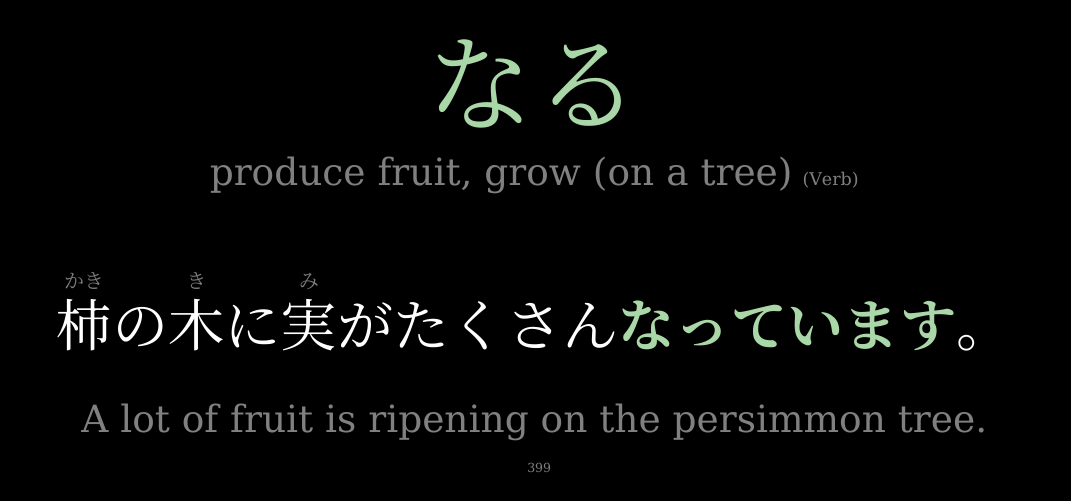 なる
produce fruit, grow (on a tree) (Verb)
かき き み
柿の木に実がたくさんなっています。
A lot of fruit is ripening on the persimmon tree.
399